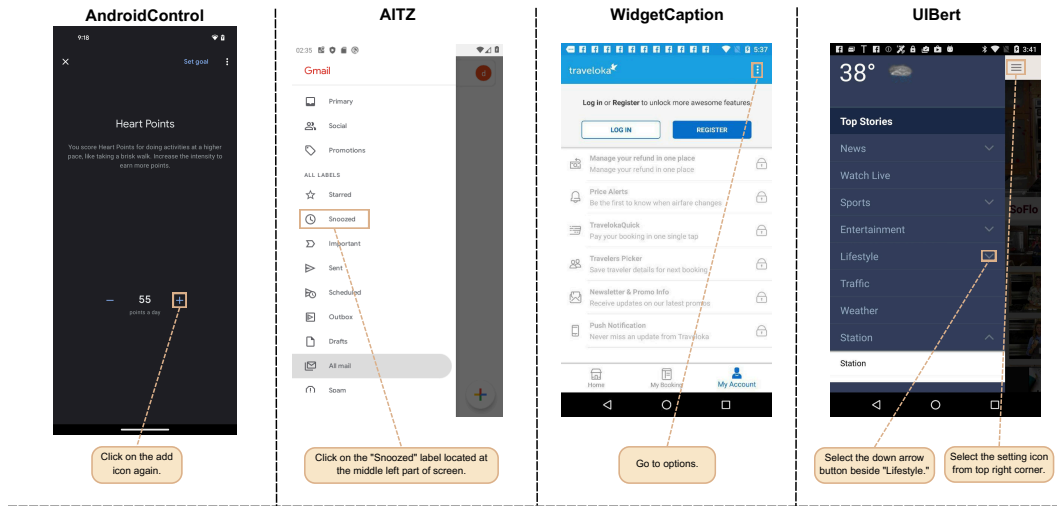 AndroidControl
9:18
Set goal
Heart Points
You score Heart Points for doing activities at a higher
pace, like taking a brisk walk. Increase the intensity to
earn more points.
55
points a day
Click on the add
icon again.
AITZ
02:35
Gmail
d
Primary
Social
Promotions
ALL LABELS
Starred
Snoozed
Important
Sent
Scheduled
Outbox
Drafts
All mail
Spam
Click on the "Snoozed" label located at
the middle left part of screen.
WidgetCaption
5:37
traveloka
Log in or Register to unlock more awesome features.
LOG IN
REGISTER
Manage your refund in one place
Manage your refund in one place
Price Alerts
Be the first to know when airfare changes
TravelokaQuick
Pay your booking in one single tap
Travelers Picker
Save traveler details for next booking
Newsletter & Promo Info
Receive updates on our latest promos
Push Notification
Never miss an update from Traveloka
Home
My Booking
My Account
Go to options.
UIBert
3:41
38°
Top Stories
News
Watch Live
Sports
SoFlo
Entertainment
Lifestyle
Traffic
Weather
Station
Station
Select the down arrow
button beside "Lifestyle."
Select the setting icon
from top right corner.